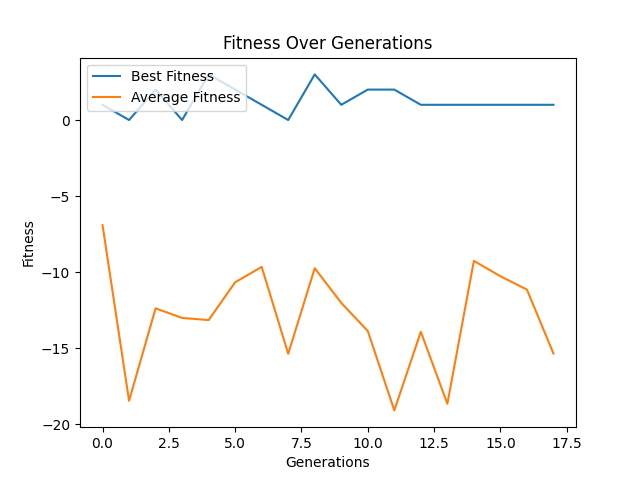 Fitness Over Generations
Best Fitness
Average Fitness
0
−5
−10
−15
−20
Fitness
0.0 2.5 5.0 7.5 10.0 12.5 15.0 17.5
Generations